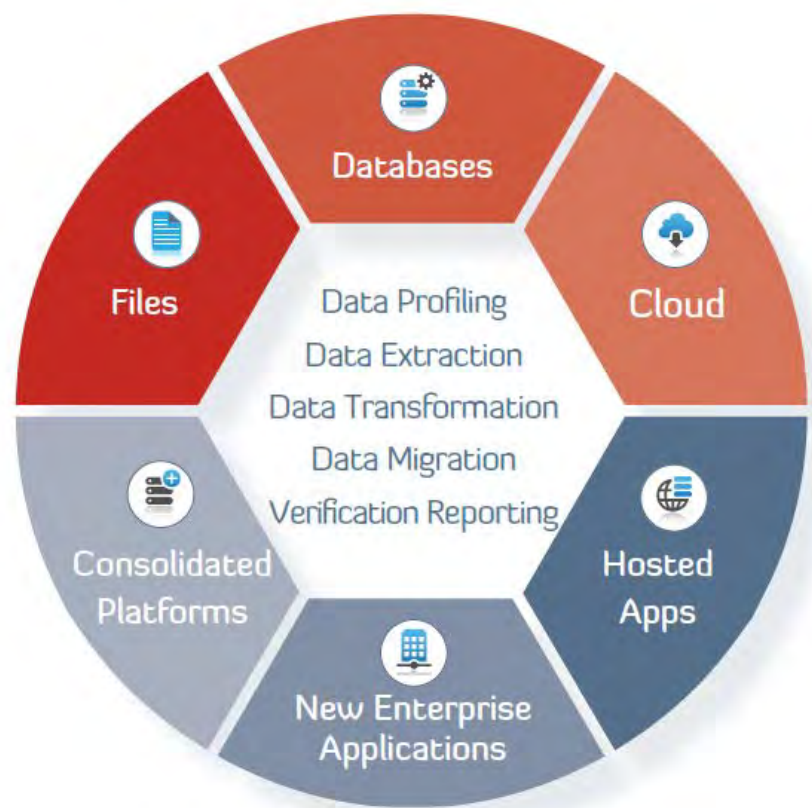 Databases
Files
Cloud
Data Profiling
Data Extraction
Data Transformation
Data Migration
Verification Reporting
Consolidated
Platforms
Hosted
Apps
New Enterprise
Applications